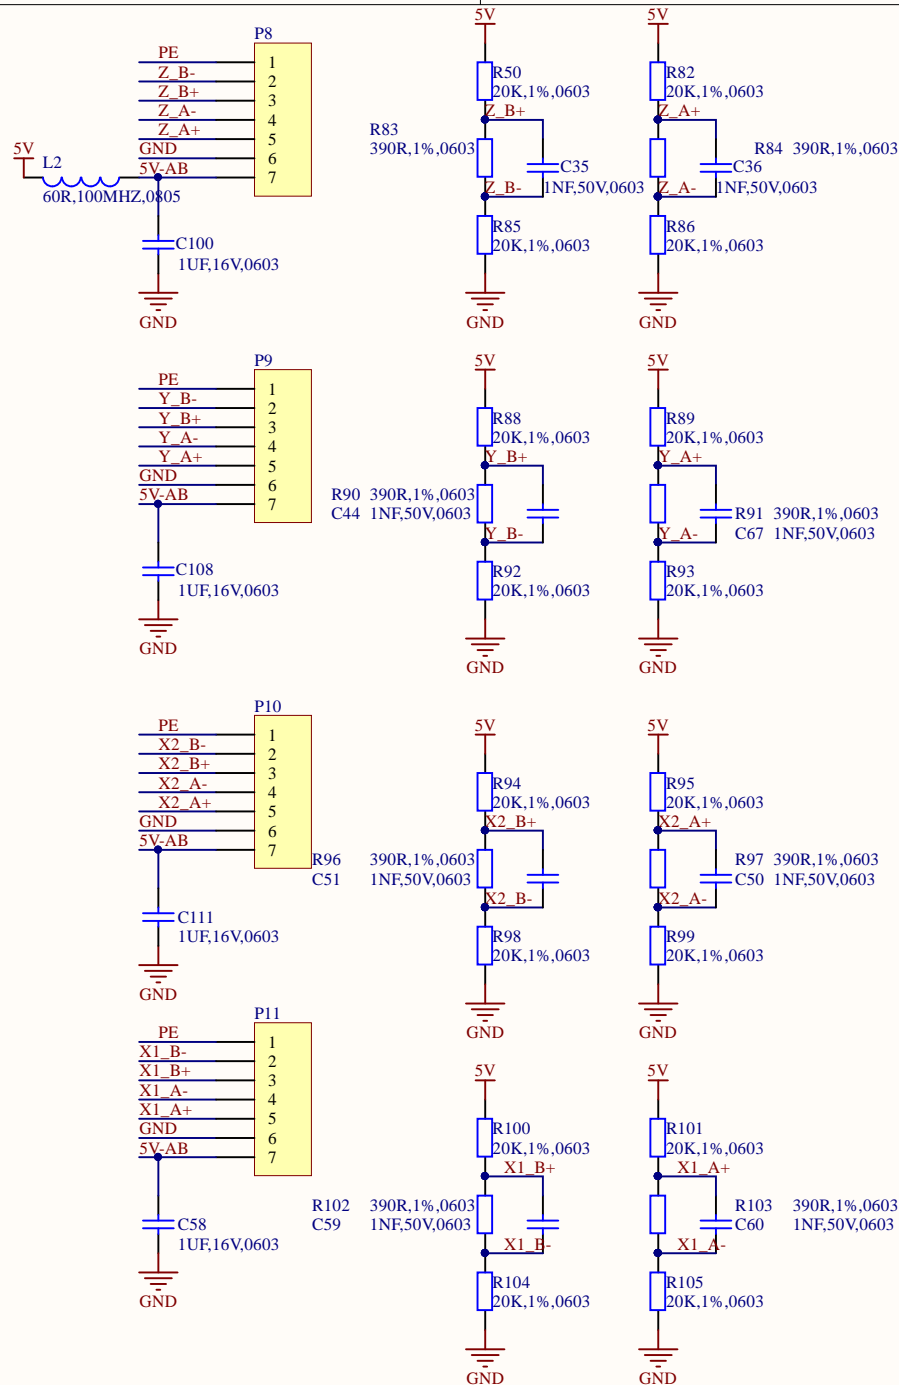 P8
PE
Z_B-
Z_B+
Z_A-
Z_A+
GND
5V-AB
1
2
3
4
5
6
7
5V
L2
60R,100MHZ,0805
C100
1UF,16V,0603
GND
5V
R50
20K,1%,0603
Z_B+
R83
390R,1%,0603
C35
1NF,50V,0603
Z_B-
R85
20K,1%,0603
GND
5V
R82
20K,1%,0603
Z_A+
R84 390R,1%,0603
C36
1NF,50V,0603
Z_A-
R86
20K,1%,0603
GND
P9
PE
Y_B-
Y_B+
Y_A-
Y_A+
GND
5V-AB
1
2
3
4
5
6
7
C108
1UF,16V,0603
GND
5V
R88
20K,1%,0603
Y_B+
R90 390R,1%,0603
C44 1NF,50V,0603
Y_B-
R92
20K,1%,0603
GND
5V
R89
20K,1%,0603
Y_A+
R91 390R,1%,0603
C67 1NF,50V,0603
Y_A-
R93
20K,1%,0603
GND
P10
PE
X2_B-
X2_B+
X2_A-
X2_A+
GND
5V-AB
1
2
3
4
5
6
7
C111
1UF,16V,0603
GND
5V
R94
20K,1%,0603
X2_B+
R96 390R,1%,0603
C51 1NF,50V,0603
X2_B-
R98
20K,1%,0603
GND
5V
R95
20K,1%,0603
X2_A+
R97 390R,1%,0603
C50 1NF,50V,0603
X2_A-
R99
20K,1%,0603
GND
P11
PE
X1_B-
X1_B+
X1_A-
X1_A+
GND
5V-AB
1
2
3
4
5
6
7
C58
1UF,16V,0603
GND
5V
R100
20K,1%,0603
X1_B+
R102 390R,1%,0603
C59 1NF,50V,0603
X1_B-
R104
20K,1%,0603
GND
5V
R101
20K,1%,0603
X1_A+
R103 390R,1%,0603
C60 1NF,50V,0603
X1_A-
R105
20K,1%,0603
GND